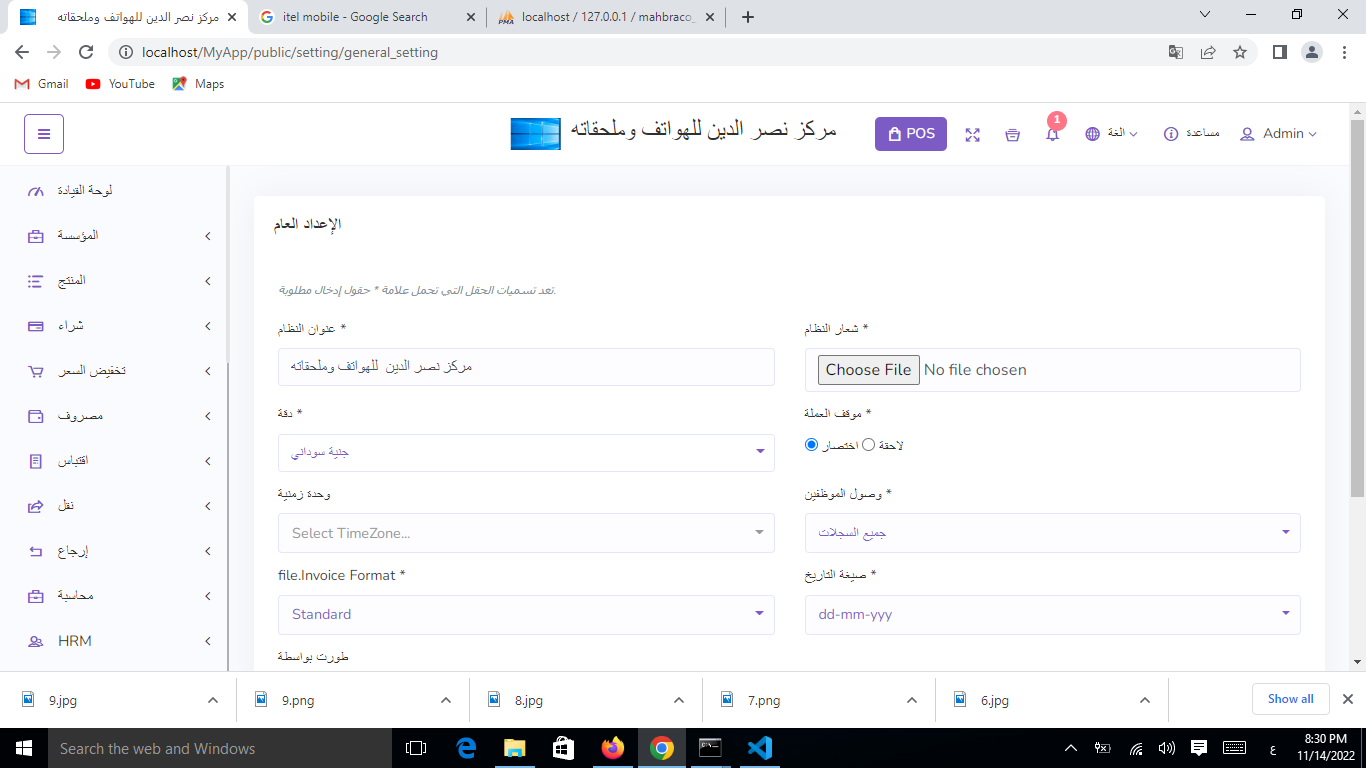 مركز نصر الدين للهواتف وملحقاته
itel mobile - Google Search
localhost / 127.0.0.1 / mahbraco_
localhost/MyApp/public/setting/general_setting
Gmail
YouTube
Maps
مركز نصر الدين للهواتف وملحقاته
POS
1
الغة
مساعدة
Admin
لوحة القيادة
المؤسسة
المنتج
شراء
تخفيض السعر
مصروف
اقتباس
نقل
إرجاع
محاسبة
HRM
الإعداد العام
تعد تسميات الحقل التي تحمل علامة * حقول إدخال مطلوبة.
عنوان النظام *
شعار النظام *
مركز نصر الدين للهواتف وملحقاته
Choose File No file chosen
دقة *
موقف العملة *
جنية سوداني
اختصار لاحقة
وحدة زمنية
وصول الموظفين *
Select TimeZone...
جميع السجلات
file.Invoice Format *
صيغة التاريخ *
Standard
dd-mm-yyy
طورت بواسطة
9.jpg
9.png
8.jpg
7.png
6.jpg
Show all
Search the web and Windows
ع
8:30 PM
11/14/2022